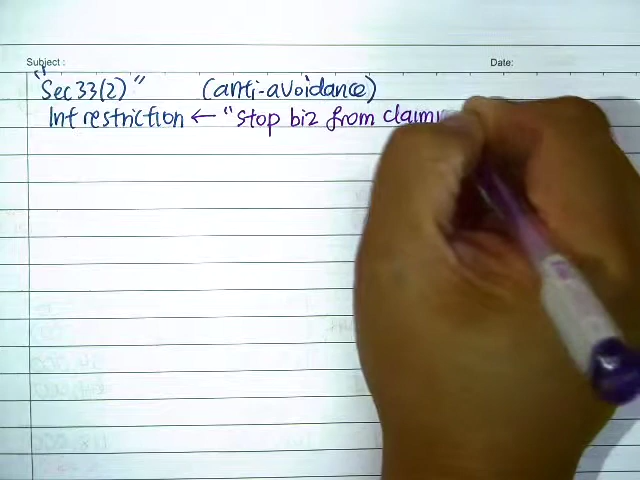 Subject : Date:
"Sec 33(2)" (anti-avoidance)
Int restriction ← "stop biz from claim